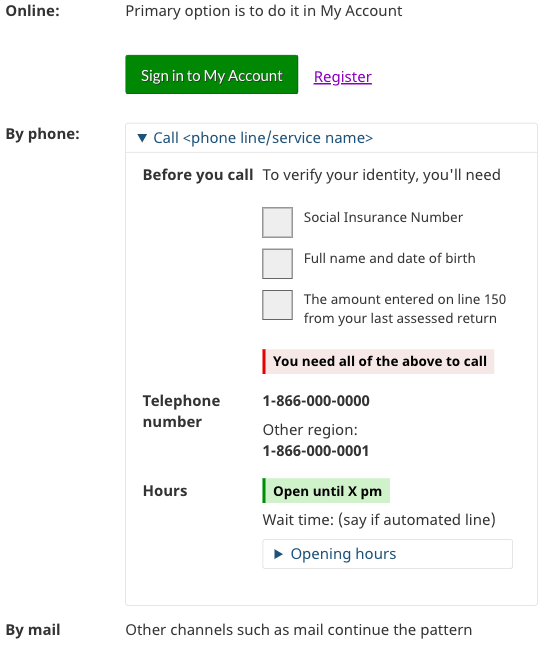 Online: Primary option is to do it in My Account
Sign in to My Account Register
By phone: ▼ Call <phone line/service name>
Before you call To verify your identity, you'll need
Social Insurance Number
Full name and date of birth
The amount entered on line 150
from your last assessed return
You need all of the above to call
Telephone 1-866-000-0000
number
Other region:
1-866-000-0001
Hours Open until X pm
Wait time: (say if automated line)
► Opening hours
By mail Other channels such as mail continue the pattern